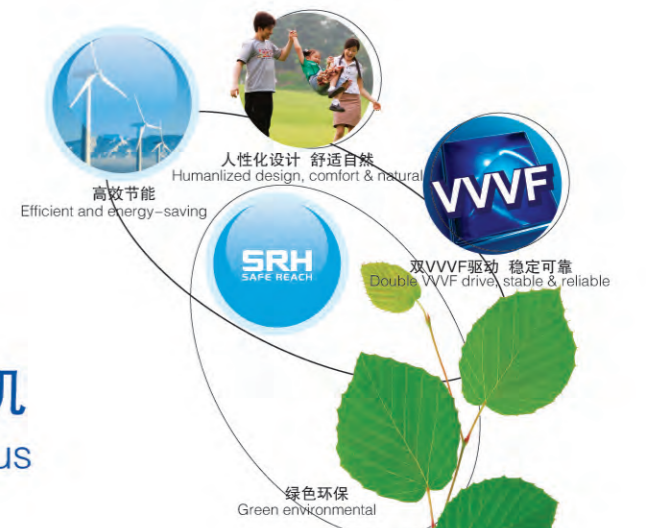 人性化设计 舒适自然
Humanlized design, comfort & natural
高效节能
Efficient and energy-saving
VVVF
SRH
SAFE REACH
双VVVF驱动 稳定可靠
Double VVVF drive, stable & reliable
机
us
绿色环保
Green environmental